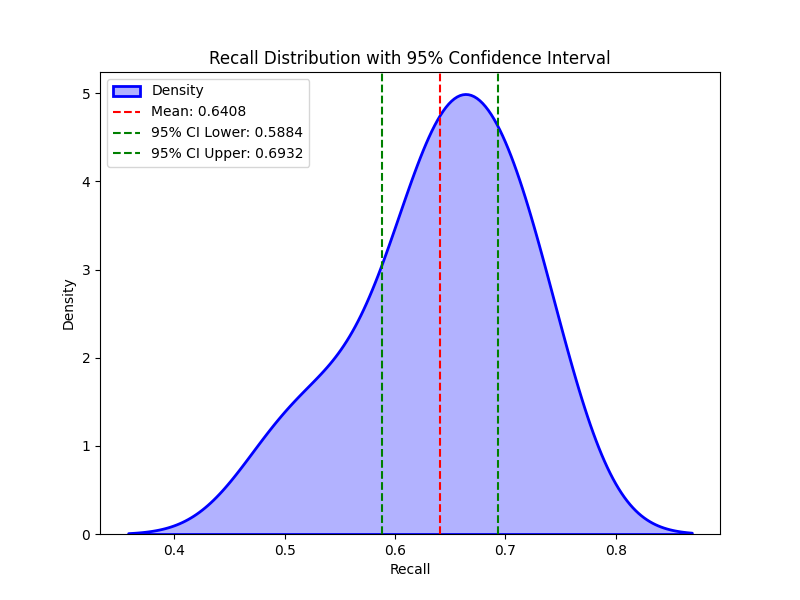 Recall Distribution with 95% Confidence Interval
Density
Mean: 0.6408
95% CI Lower: 0.5884
95% CI Upper: 0.6932
5
4
3
2
1
0
Density
0.4 0.5 0.6 0.7 0.8
Recall